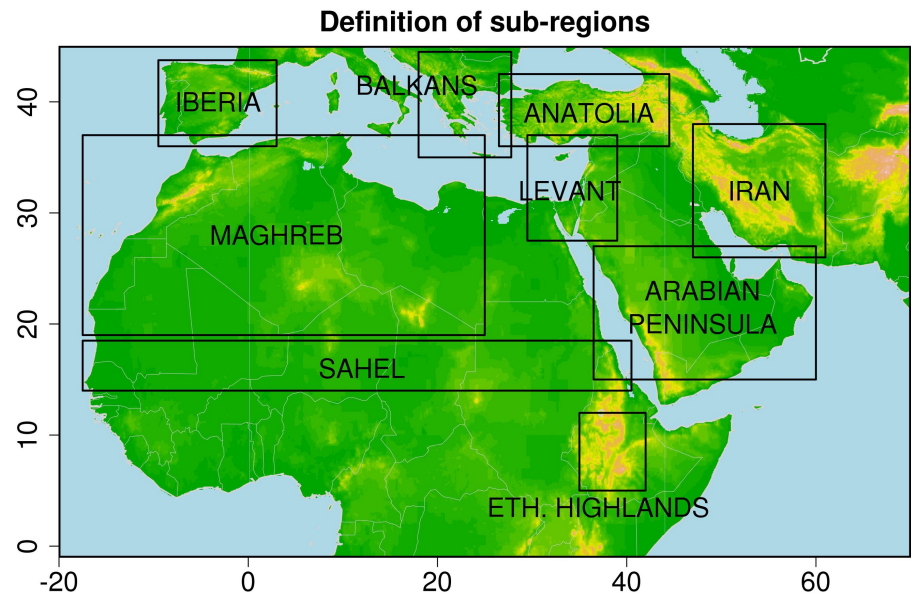 Definition of sub-regions
BALKANS
IBERIA
ANATOLIA
LEVANT
IRAN
MAGHREB
ARABIAN
PENINSULA
SAHEL
ETH. HIGHLANDS
40
30
20
10
0
-20 0 20 40 60